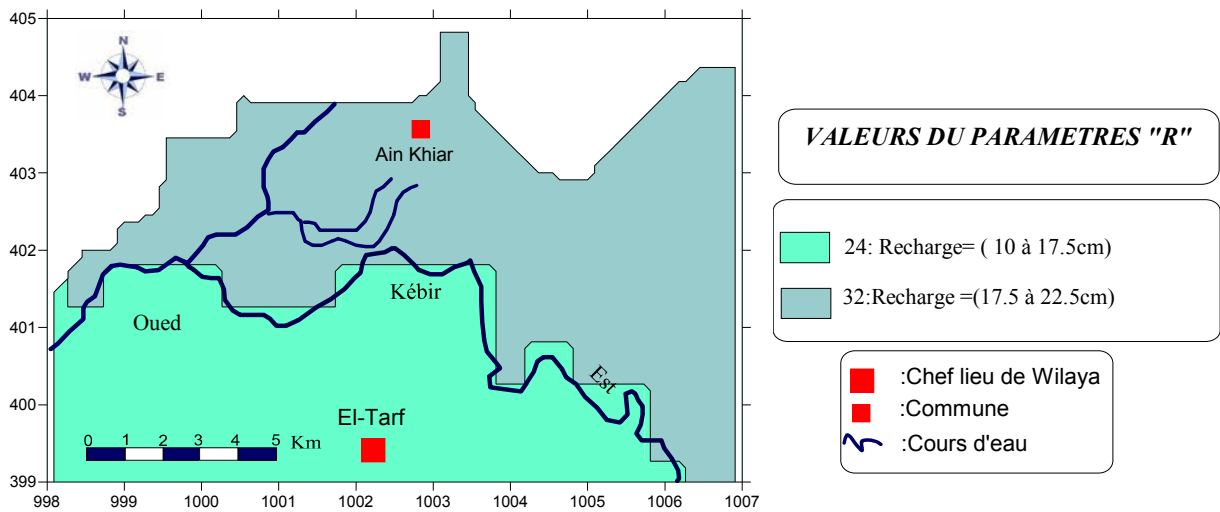 405
404
403
402
401
400
399
998
999
1000
1001
1002
1003
1004
1005
1006
1007
N
W
E
S
Ain Khiar
Oued
Kébir
Est
El-Tarf
0 1 2 3 4 5 Km
VALEURS DU PARAMETRES "R"
24: Recharge= ( 10 à 17.5cm)
32:Recharge =(17.5 à 22.5cm)
:Chef lieu de Wilaya
:Commune
:Cours d'eau